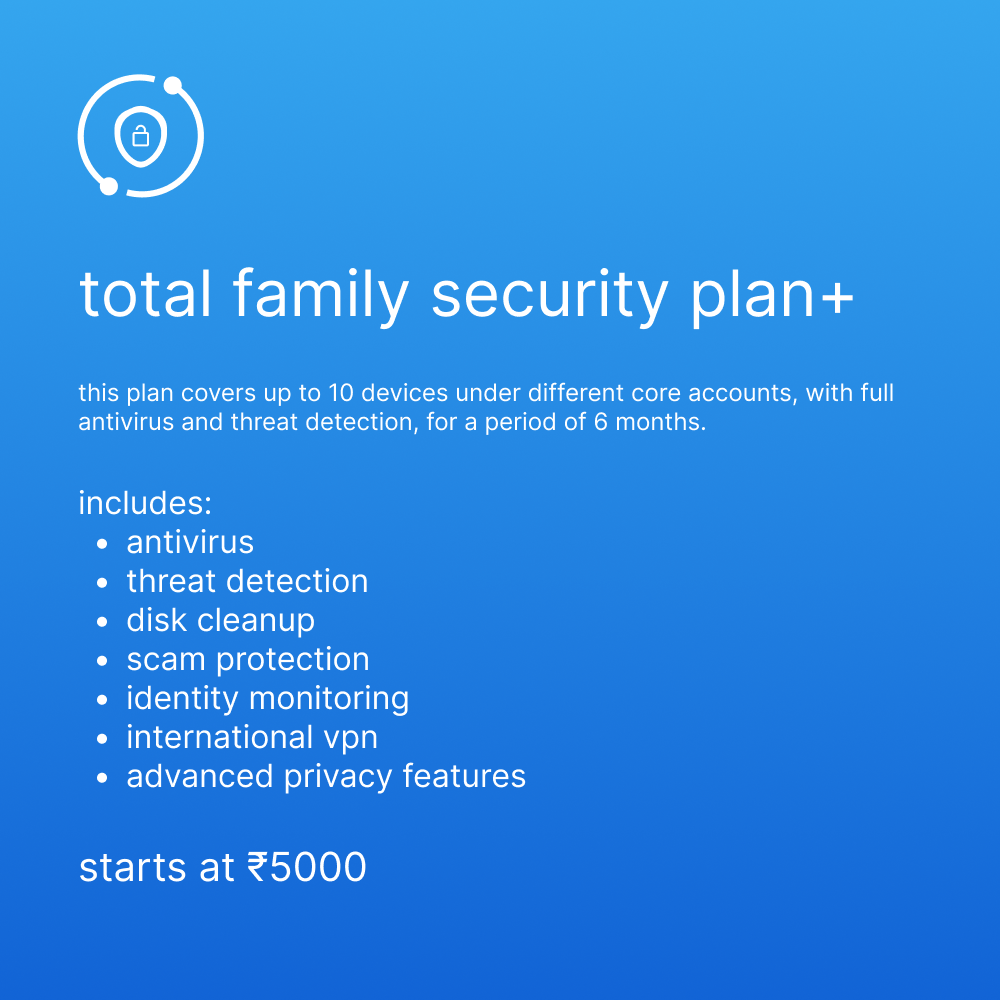 total family security plan+
this plan covers up to 10 devices under different core accounts, with full
antivirus and threat detection, for a period of 6 months.
includes:
• antivirus
• threat detection
• disk cleanup
• scam protection
• identity monitoring
• international vpn
• advanced privacy features
starts at ₹5000